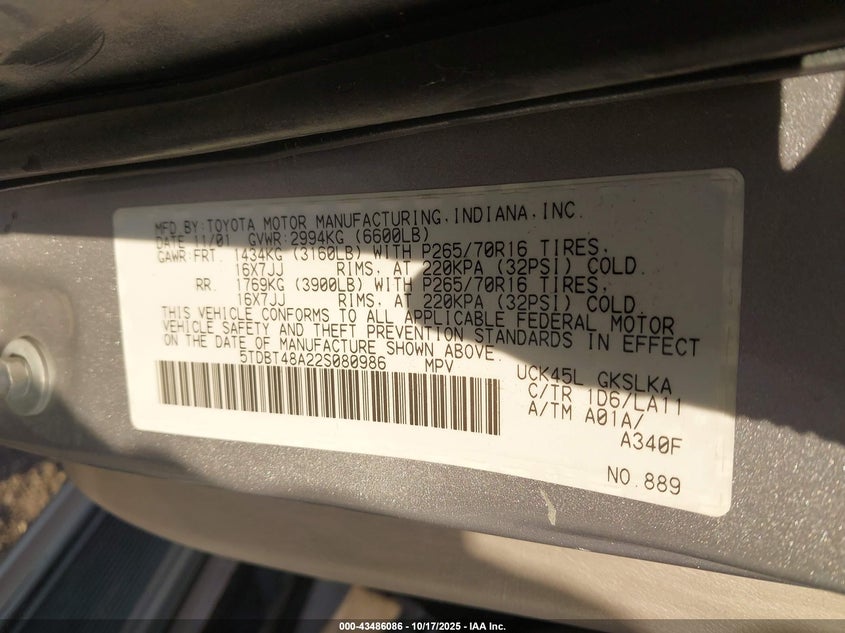 MFD.BY:TOYOTA MOTOR MANUFACTURING.INDIANA.INC.
DATE 11/01 GVWR:2994KG (6600LB)
GAWR:FRT. 1434KG (3160LB) WITH P265/70R16 TIRES,
16X7JJ RIMS, AT 220KPA (32PSI) COLD.
RR. 1769KG (3900LB) WITH P265/70R16 TIRES,
16X7JJ RIMS, AT 220KPA (32PSI) COLD.
THIS VEHICLE CONFORMS TO ALL APPLICABLE FEDERAL MOTOR
VEHICLE SAFETY AND THEFT PREVENTION STANDARDS IN EFFECT
ON THE DATE OF MANUFACTURE SHOWN ABOVE.
5TDBT48A22S080986 MPV
UCK45L GKSLKA
C/TR 1D6/LA11
A/TM A01A/
A340F
NO.889
000-43486086 - 10/17/2025 - © IAA Inc.